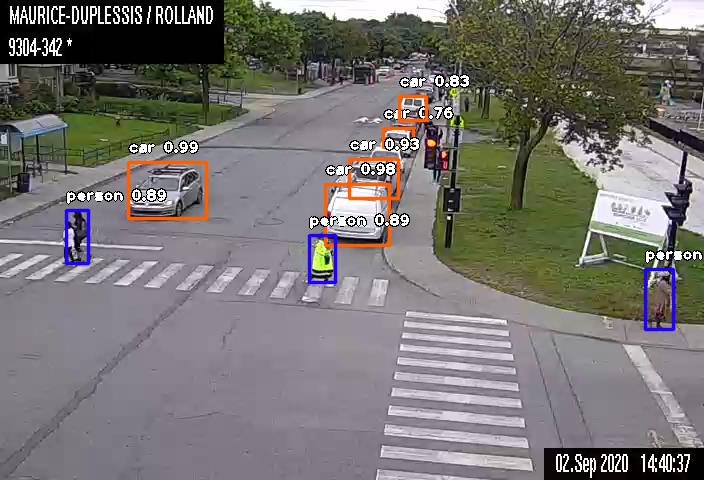 MAURICE-DUPLESSIS / ROLLAND
9304-342 *
car 0.83
car 0.76
car 0.93
car 0.99
car 0.98
person 0.89
person 0.89
person
02.Sep 2020 14:40:37